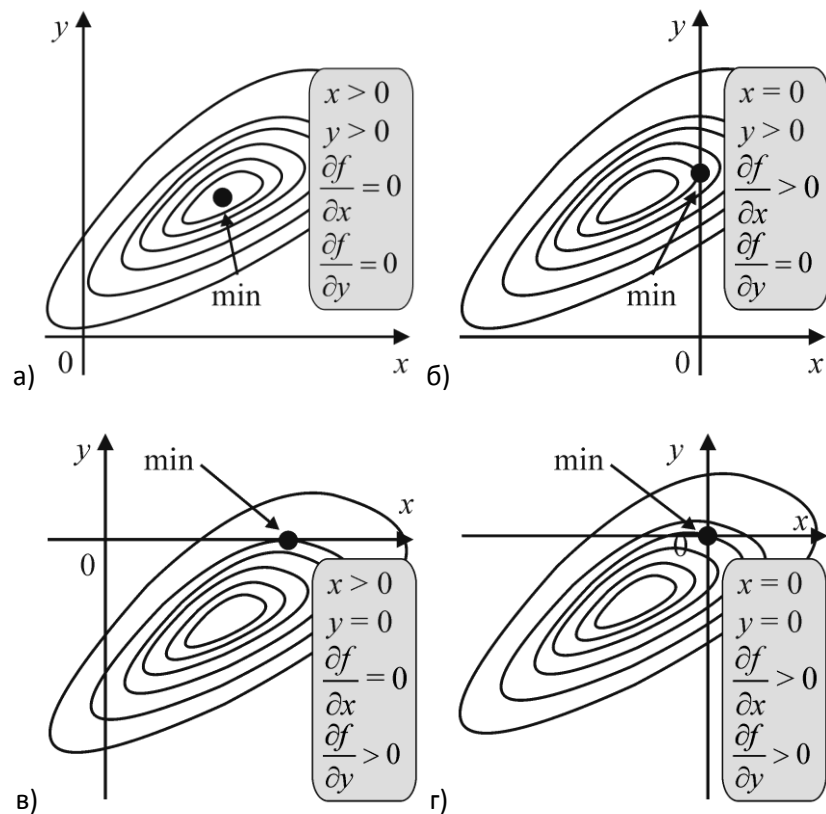 y
x > 0
y > 0
∂f/∂x = 0
∂f/∂y = 0
min
0
x
а)
y
x = 0
y > 0
∂f/∂x > 0
∂f/∂y = 0
min
0
x
б)
y
min
x
0
x > 0
y = 0
∂f/∂x = 0
∂f/∂y > 0
в)
y
min
x
0
x = 0
y = 0
∂f/∂x > 0
∂f/∂y > 0
г)